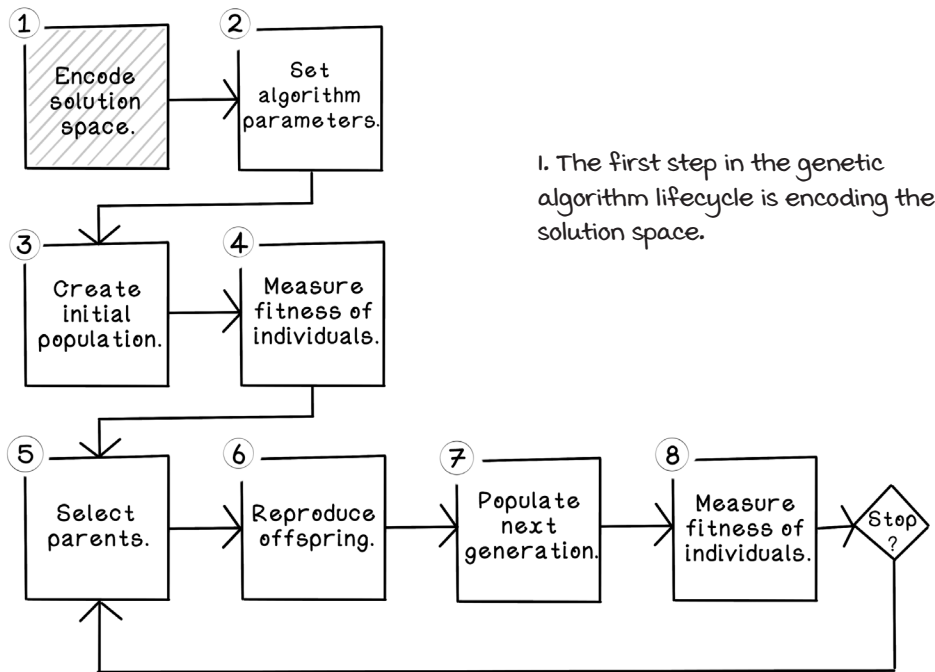 1
Encode
solution
space.
2
Set
algorithm
parameters.
1. The first step in the genetic
algorithm lifecycle is encoding the
solution space.
3
Create
initial
population.
4
Measure
fitness of
individuals.
5
Select
parents.
6
Reproduce
offspring.
7
Populate
next
generation.
8
Measure
fitness of
individuals.
Stop
?